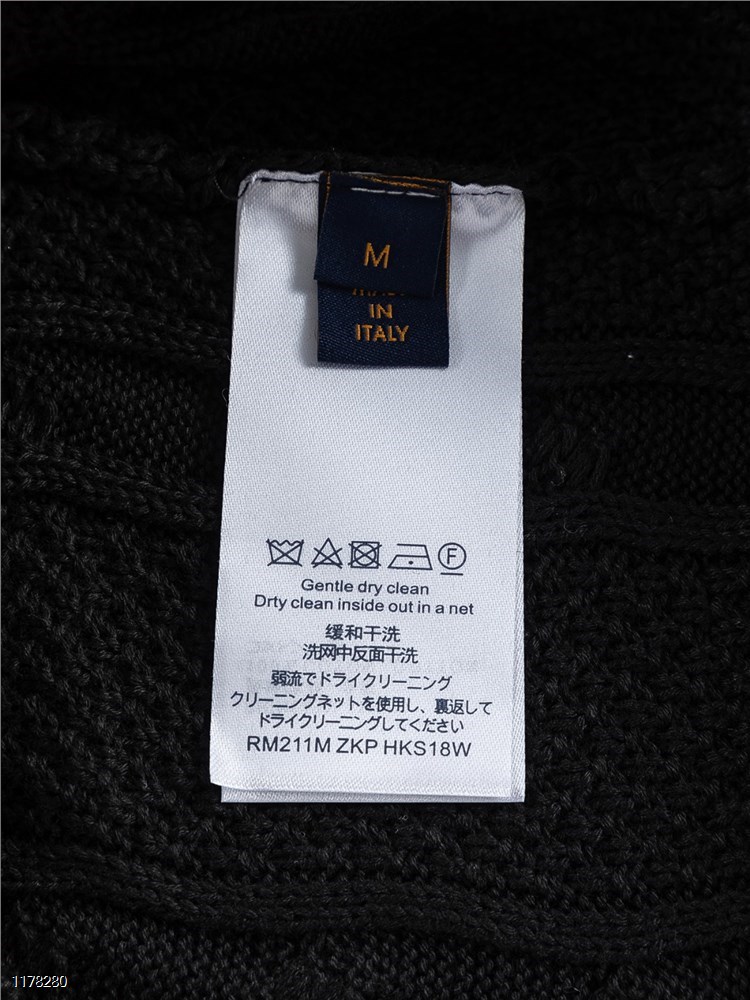 M
IN
ITALY
F
Gentle dry clean
Drty clean inside out in a net
缓和干洗
洗网中反面干洗
弱流でドライクリーニング
クリーニングネットを使用し、裏返して
ドライクリーニングしてください
RM211M ZKP HKS18W
1178280